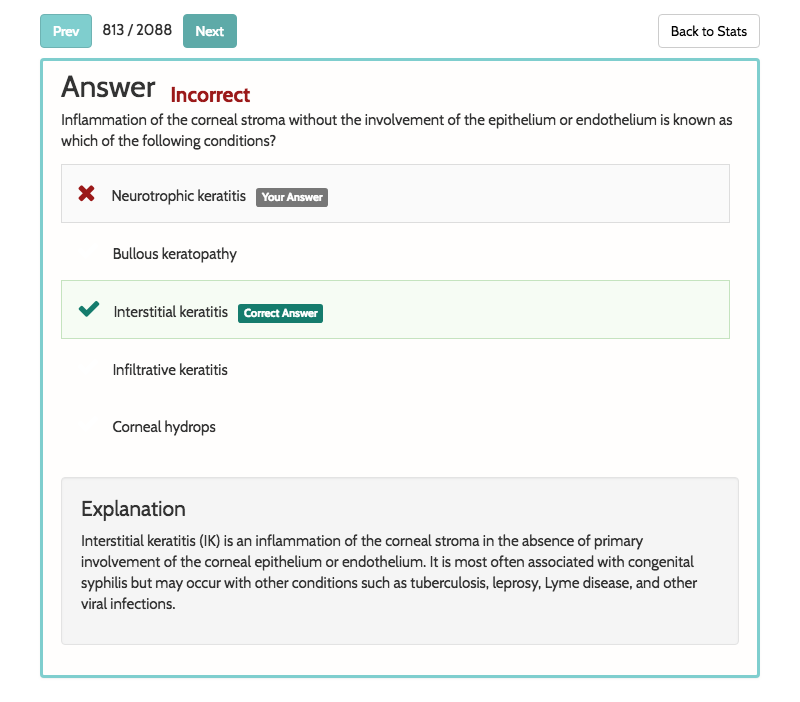 Prev 813 / 2088 Next Back to Stats
Answer Incorrect
Inflammation of the corneal stroma without the involvement of the epithelium or endothelium is known as
which of the following conditions?
Neurotrophic keratitis Your Answer
Bullous keratopathy
Interstitial keratitis Correct Answer
Infiltrative keratitis
Corneal hydrops
Explanation
Interstitial keratitis (IK) is an inflammation of the corneal stroma in the absence of primary
involvement of the corneal epithelium or endothelium. It is most often associated with congenital
syphilis but may occur with other conditions such as tuberculosis, leprosy, Lyme disease, and other
viral infections.